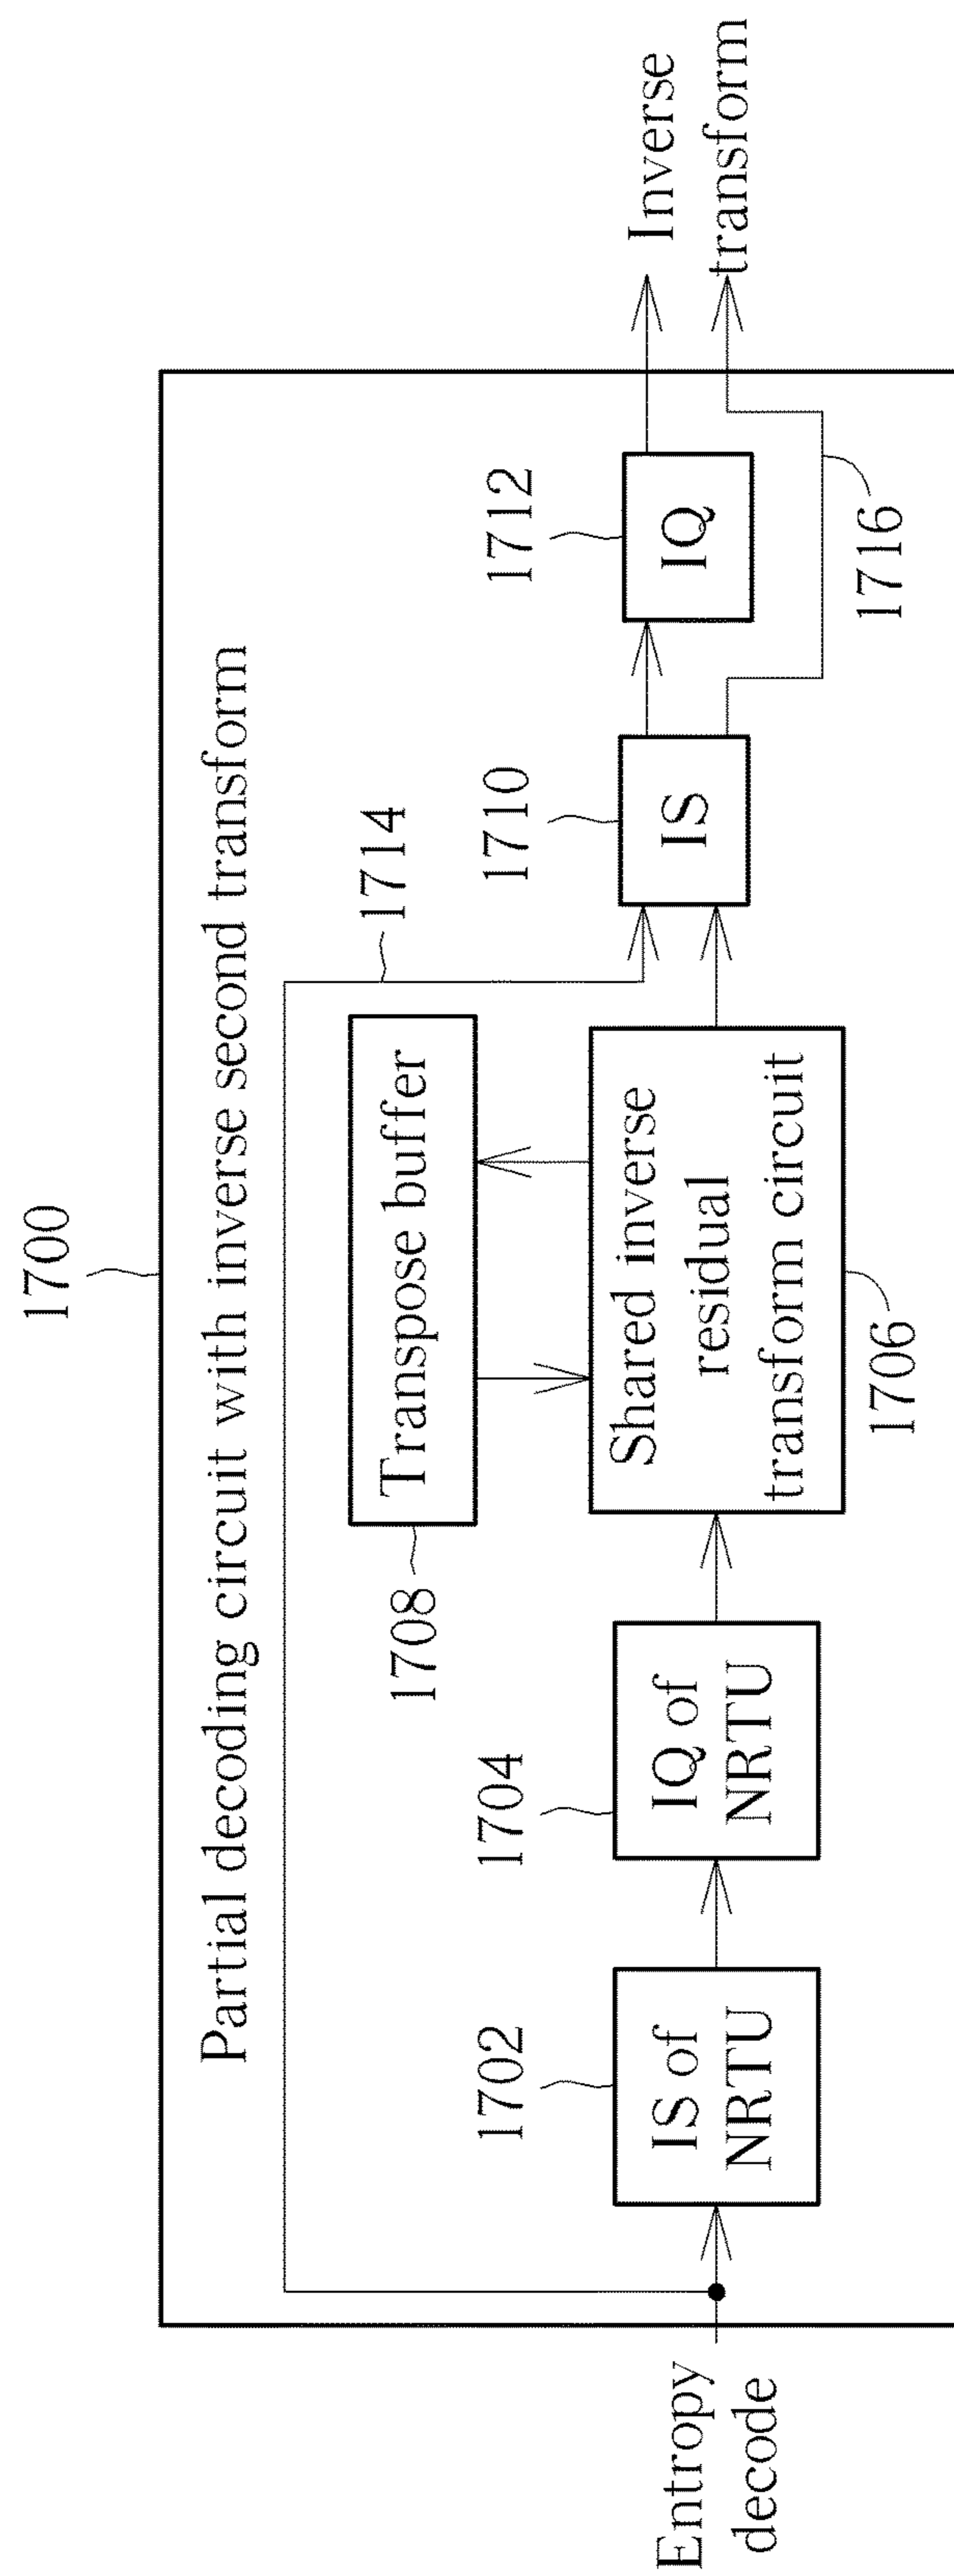 1700
Partial decoding circuit with inverse second transform
1714
Transpose buffer
1708
Entropy
decode
1702
IS of
NRTU
1704
IQ of
NRTU
Shared inverse
residual
transform circuit
1706
1710
IS
1712
IQ
1716
Inverse
transform